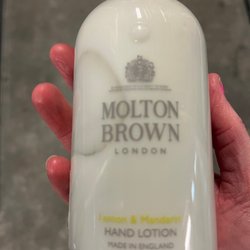 MOLTON
BROWN
LONDON
Lemon & Mandarin
HAND LOTION
MADE IN ENGLAND